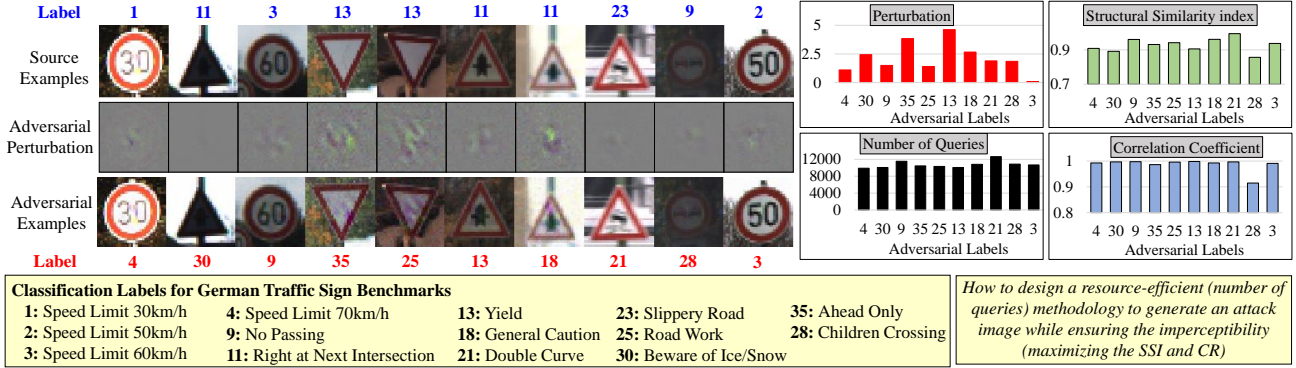 Label 1 11 3 13 13 11 11 23 9 2
Source
Examples
30 60 50
Adversarial
Perturbation
Adversarial
Examples
30 60 50
Label 4 30 9 35 25 13 18 21 28 3
Perturbation
5
2.5
0
4 30 9 35 25 13 18 21 28 3
Adversarial Labels
Structural Similarity index
0.9
0.7
4 30 9 35 25 13 18 21 28 3
Adversarial Labels
Number of Queries
12000
8000
4000
0
4 30 9 35 25 13 18 21 28 3
Adversarial Labels
Correlation Coefficient
1
0.9
0.8
4 30 9 35 25 13 18 21 28 3
Adversarial Labels
Classification Labels for German Traffic Sign Benchmarks
1: Speed Limit 30km/h 4: Speed Limit 70km/h 13: Yield 23: Slippery Road 35: Ahead Only
2: Speed Limit 50km/h 9: No Passing 18: General Caution 25: Road Work 28: Children Crossing
3: Speed Limit 60km/h 11: Right at Next Intersection 21: Double Curve 30: Beware of Ice/Snow
How to design a resource-efficient (number of
queries) methodology to generate an attack
image while ensuring the imperceptibility
(maximizing the SSI and CR)